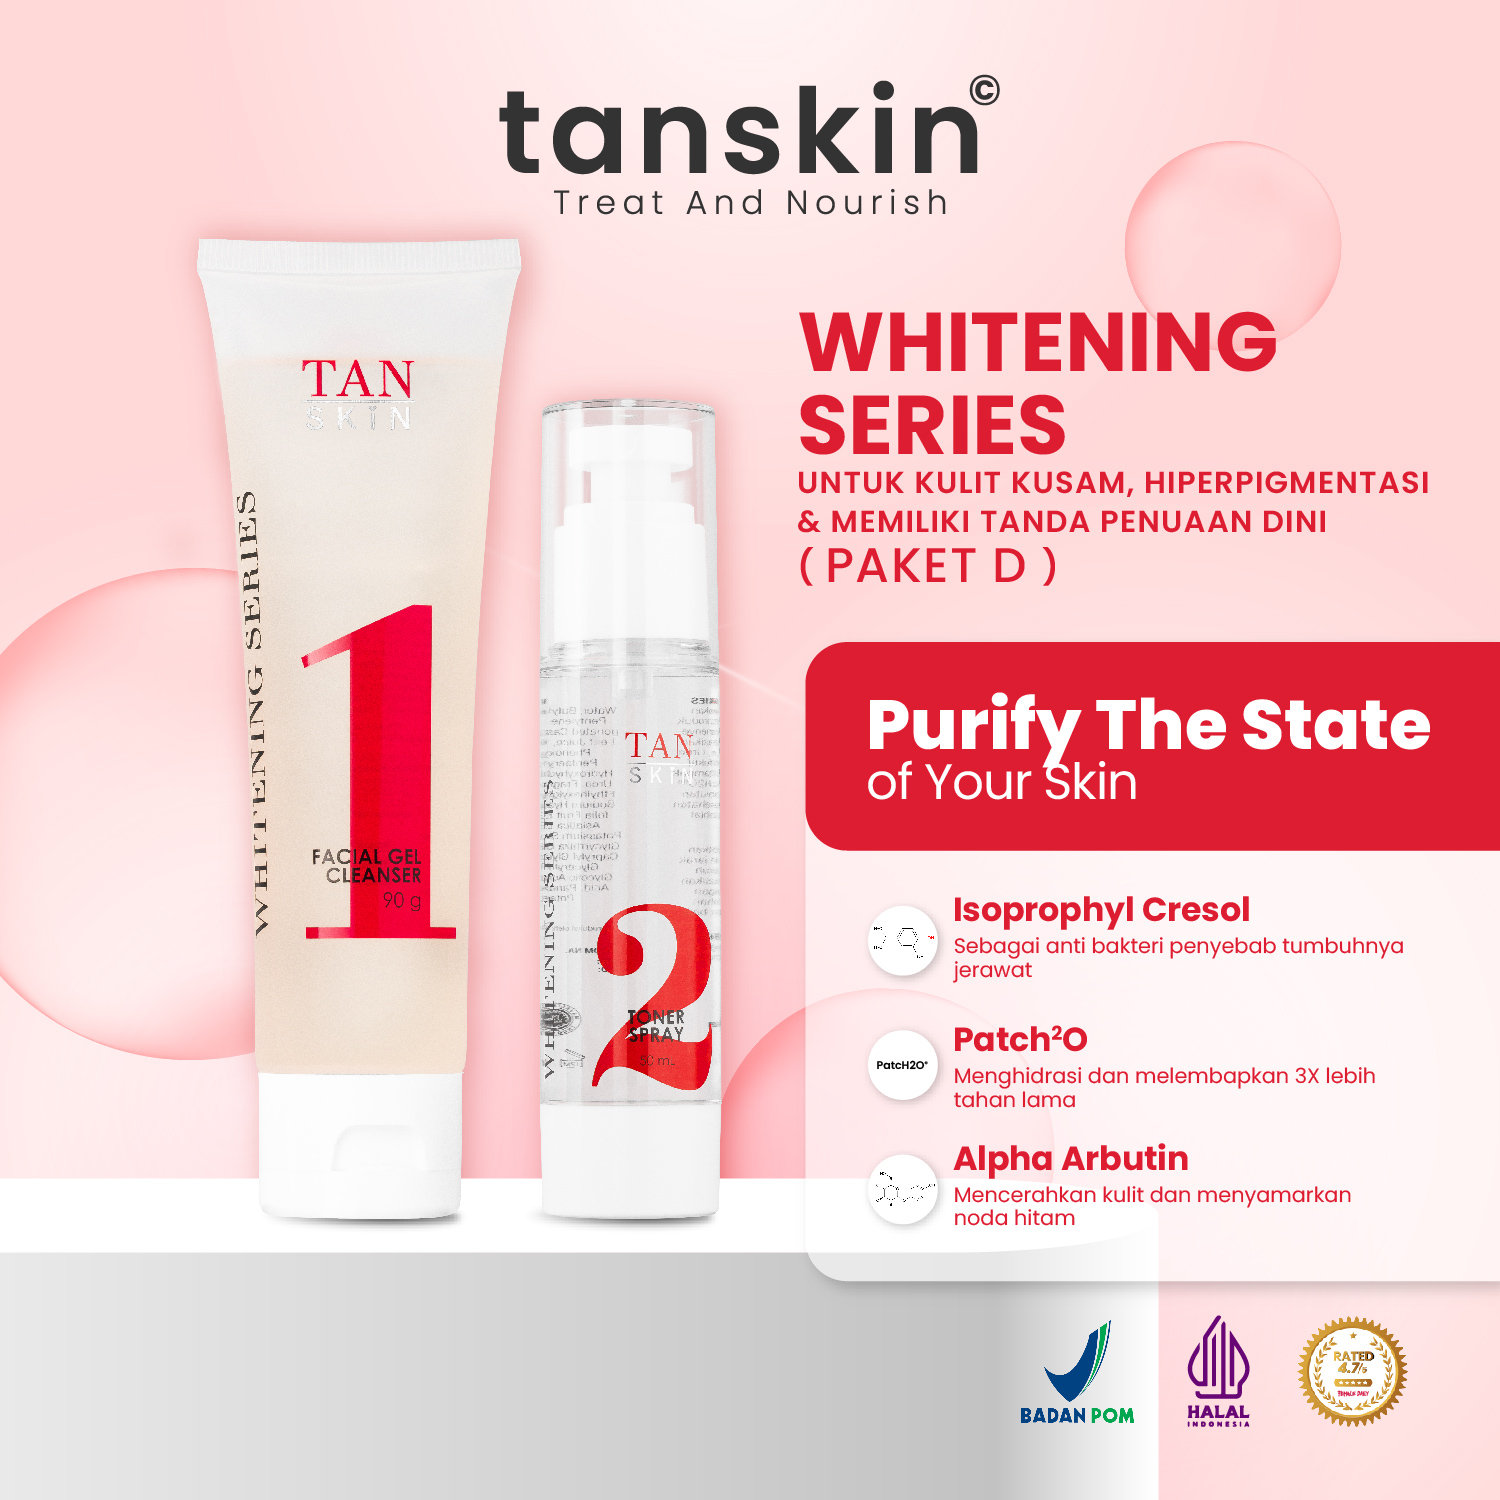 tanskin©
Treat And Nourish
WHITENING
SERIES
UNTUK KULIT KUSAM, HIPERPIGMENTASI
& MEMILIKI TANDA PENUAAN DINI
( PAKET D )
TAN
SKIN
WHITENING SERIES
1
FACIAL GEL
CLEANSER
90 g
TAN
SKIN
WHITENING SERIES
2
TONER
SPRAY
Purify The State
of Your Skin
Isoprophyl Cresol
Sebagai anti bakteri penyebab tumbuhnya
jerawat
PatcH2O®
Patch²O
Menghidrasi dan melembapkan 3X lebih
tahan lama
Alpha Arbutin
Mencerahkan kulit dan menyamarkan
noda hitam
BADAN POM
HALAL
INDONESIA
RATED
4.7/5
FEMALE DAILY